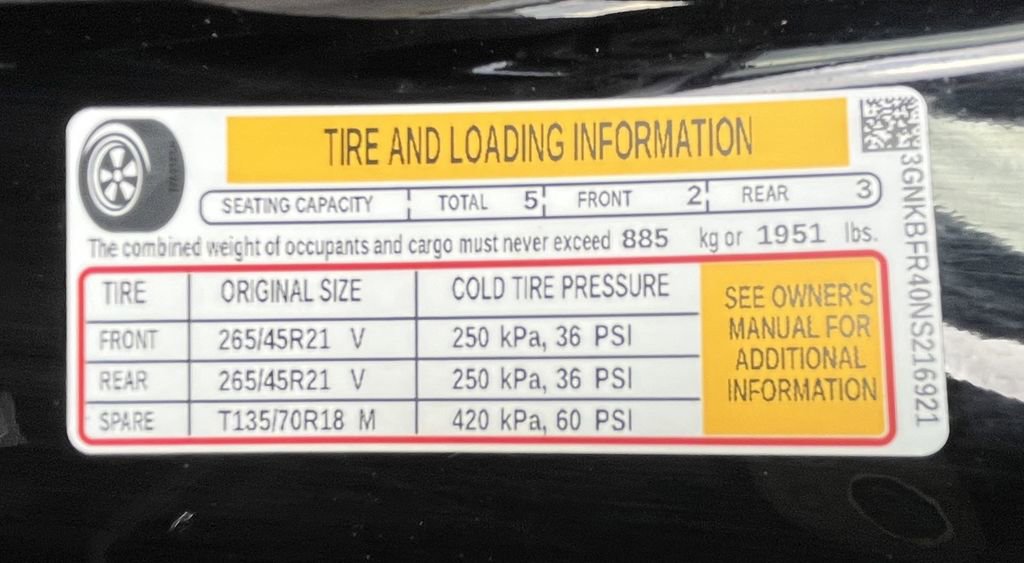 TIRE AND LOADING INFORMATION
SEATING CAPACITY TOTAL 5 FRONT 2 REAR 3
The combined weight of occupants and cargo must never exceed 885 kg or 1951 lbs.
TIRE ORIGINAL SIZE COLD TIRE PRESSURE
FRONT 265/45R21 V 250 kPa, 36 PSI
REAR 265/45R21 V 250 kPa, 36 PSI
SPARE T135/70R18 M 420 kPa, 60 PSI
SEE OWNER'S
MANUAL FOR
ADDITIONAL
INFORMATION
3GNKBFR40NS216921